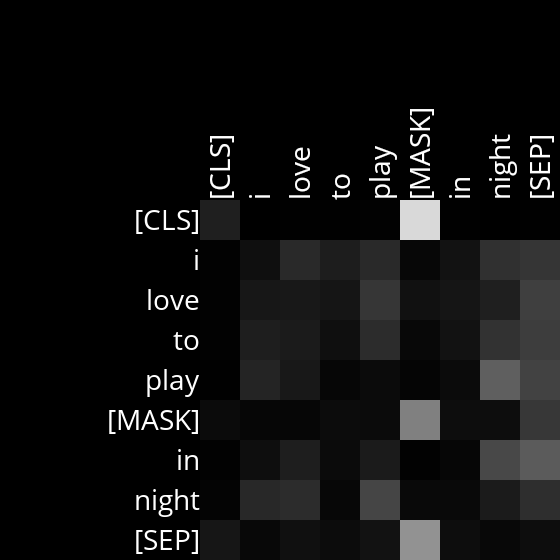 [CLS] i love to play [MASK] in night [SEP]
[CLS]
i
love
to
play
[MASK]
in
night
[SEP]